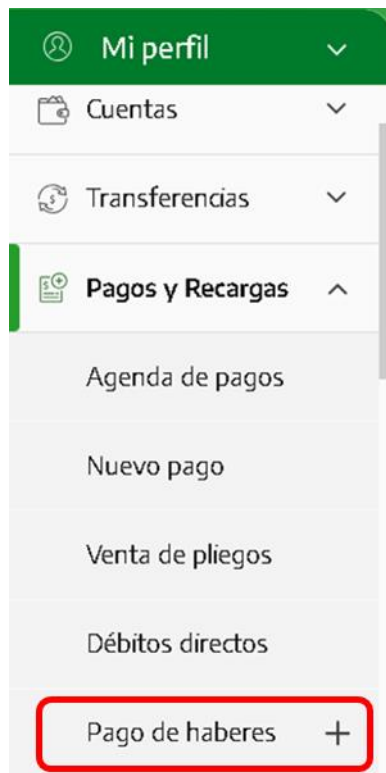 Mi perfil
Cuentas
Transferencias
Pagos y Recargas
Agenda de pagos
Nuevo pago
Venta de pliegos
Débitos directos
Pago de haberes +